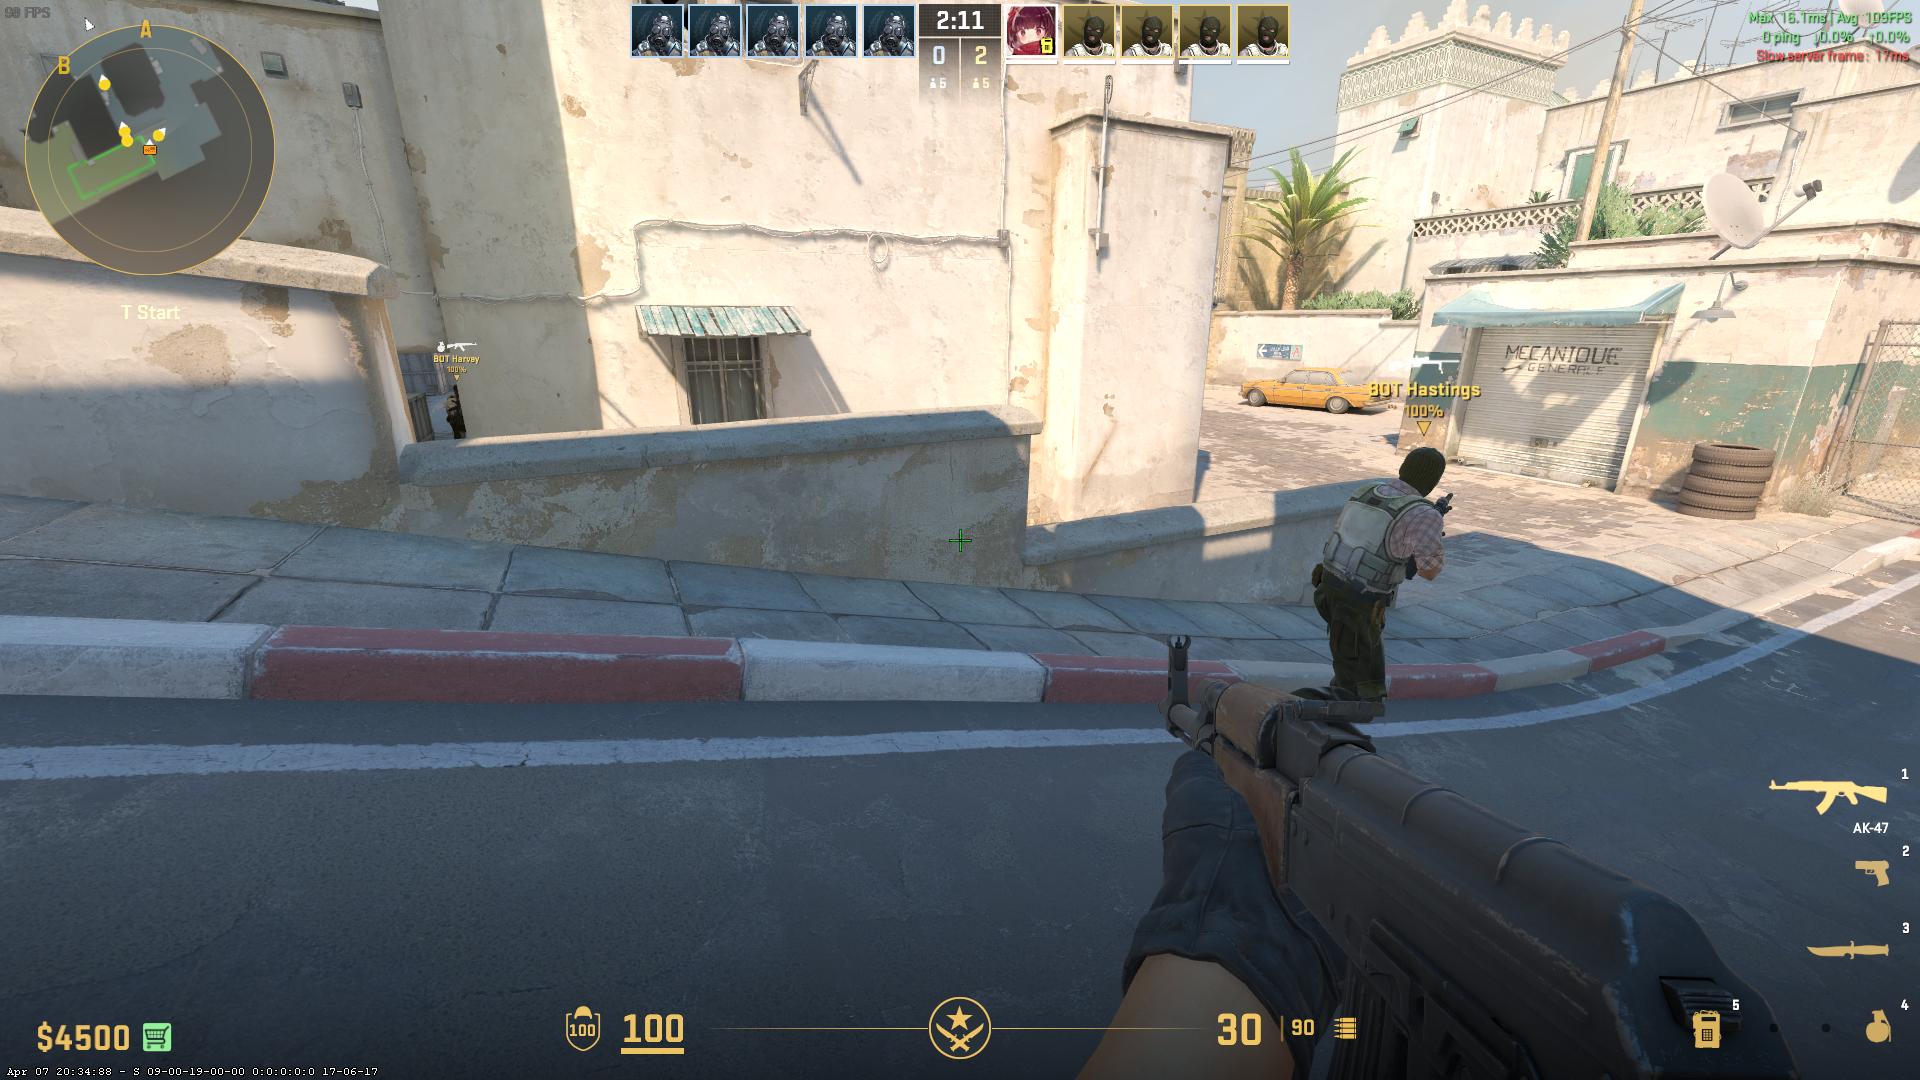 98 FPS
A
B
2:11
0 2
5 5
Max 16.1ms | Avg 109FPS
0 ping ↓0.0% ↑0.0%
Slow server frame: 17ms
T Start
BOT Harvey
100%
MECANIQUE
GENERALE
BOT Hastings
100%
1
AK-47
2
3
4
5
$4500
100
100
30 | 90
Apr 07 20:34:88 - S 09-00-19-00-00 0:0:0:0:0 17-06-17